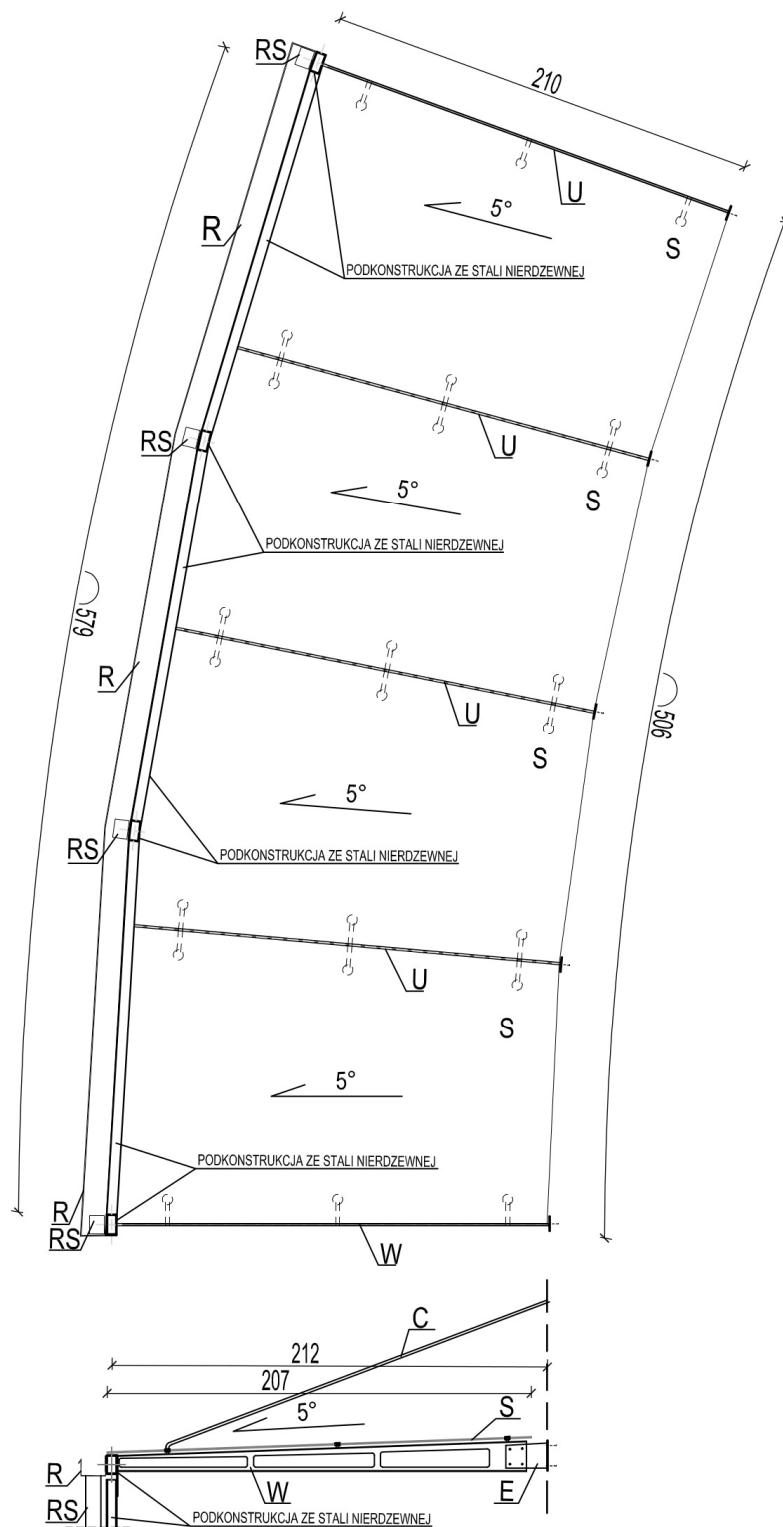 210
RS
U
5°
S
R
PODKONSTRUKCJA ZE STALI NIERDZEWNEJ
RS
U
5°
S
PODKONSTRUKCJA ZE STALI NIERDZEWNEJ
579
R
U
506
S
5°
RS
PODKONSTRUKCJA ZE STALI NIERDZEWNEJ
U
S
5°
PODKONSTRUKCJA ZE STALI NIERDZEWNEJ
R
RS
W
C
212
207
5°
S
R
W
E
RS
PODKONSTRUKCJA ZE STALI NIERDZEWNEJ